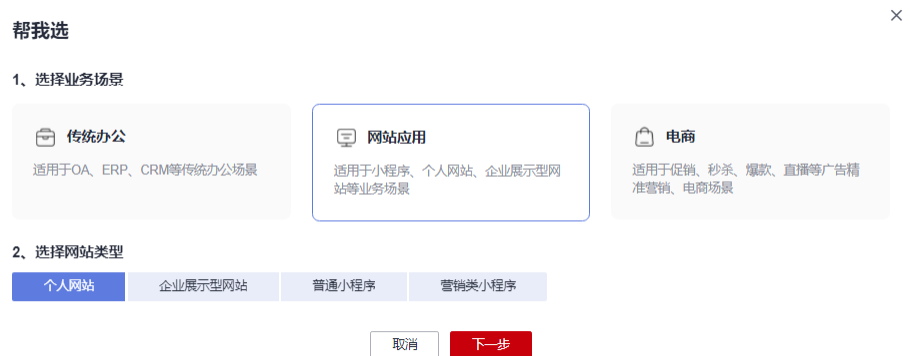 帮我选
1、选择业务场景
传统办公
适用于OA、ERP、CRM等传统办公场景
网站应用
适用于小程序、个人网站、企业展示型网
站等业务场景
电商
适用于促销、秒杀、爆款、直播等广告精
准营销、电商场景
2、选择网站类型
个人网站 企业展示型网站 普通小程序 营销类小程序
取消 下一步